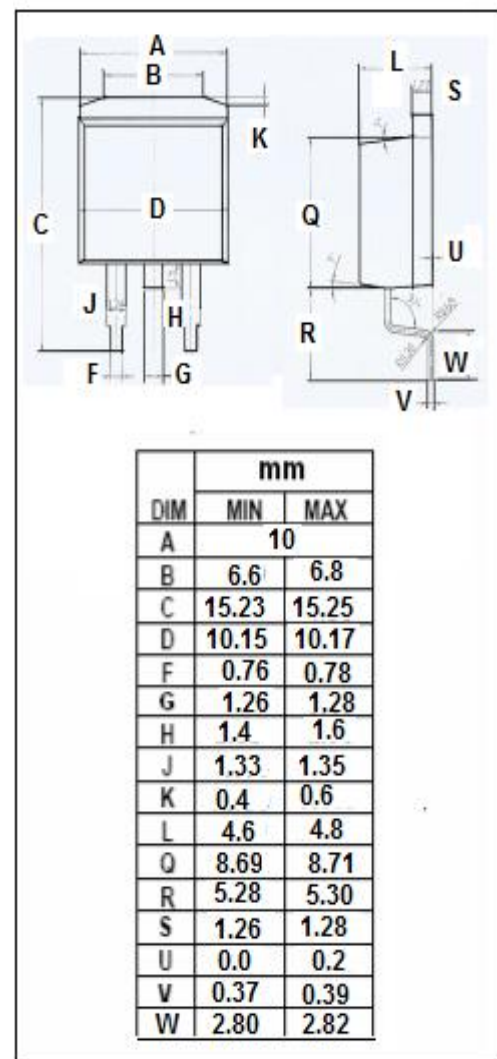 A
L
B
S
K
Q
C
D
U
J
H
R
W
F
G
V
mm
DIM MIN MAX
A 10
B 6.6 6.8
C 15.23 15.25
D 10.15 10.17
F 0.76 0.78
G 1.26 1.28
H 1.4 1.6
J 1.33 1.35
K 0.4 0.6
L 4.6 4.8
Q 8.69 8.71
R 5.28 5.30
S 1.26 1.28
U 0.0 0.2
V 0.37 0.39
W 2.80 2.82